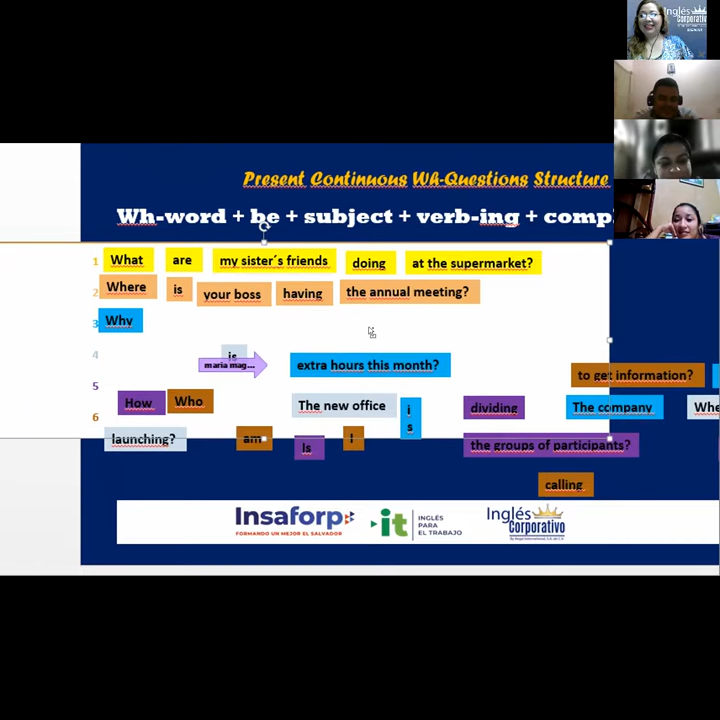 Inglés
Corporativo
Present Continuous Wh-Questions Structure
Wh-word + be + subject + verb-ing + comp
1 What are my sister´s friends doing at the supermarket?
2 Where is your boss having the annual meeting?
3 Why
4 is
maria mag... extra hours this month? to get information?
5 How Who The new office is dividing The company Whe
6 launching? am Is I the groups of participants?
calling
Insaforp
FORMANDO UN MEJOR EL SALVADOR
it INGLÉS PARA EL TRABAJO
Inglés
Corporativo